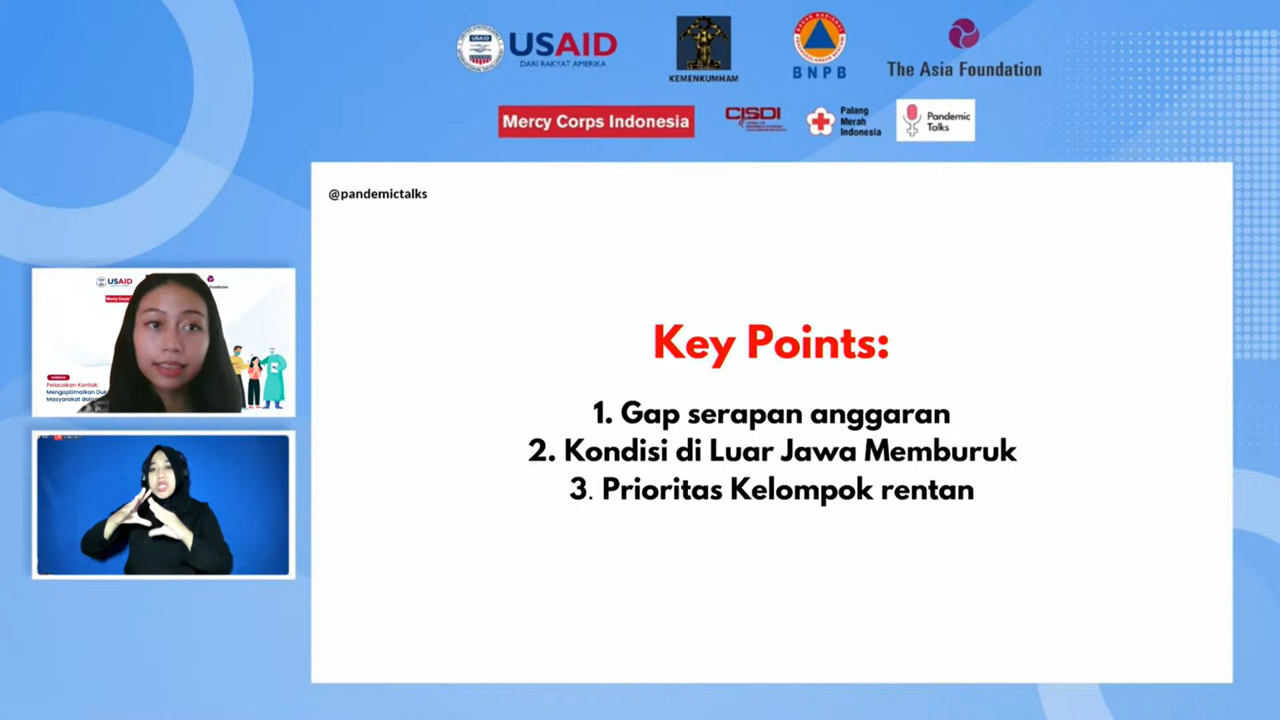 USAID
DARI RAKYAT AMERIKA
KEMENKUMHAM
BNPB
The Asia Foundation
Mercy Corps Indonesia
CISDI
Palang
Merah
Indonesia
Pandemic
Talks
@pandemictalks
Key Points:
1. Gap serapan anggaran
2. Kondisi di Luar Jawa Memburuk
3. Prioritas Kelompok rentan
USAID
Mercy
Pelacakan Kontak:
Mengoptimalkan
Masyarakat